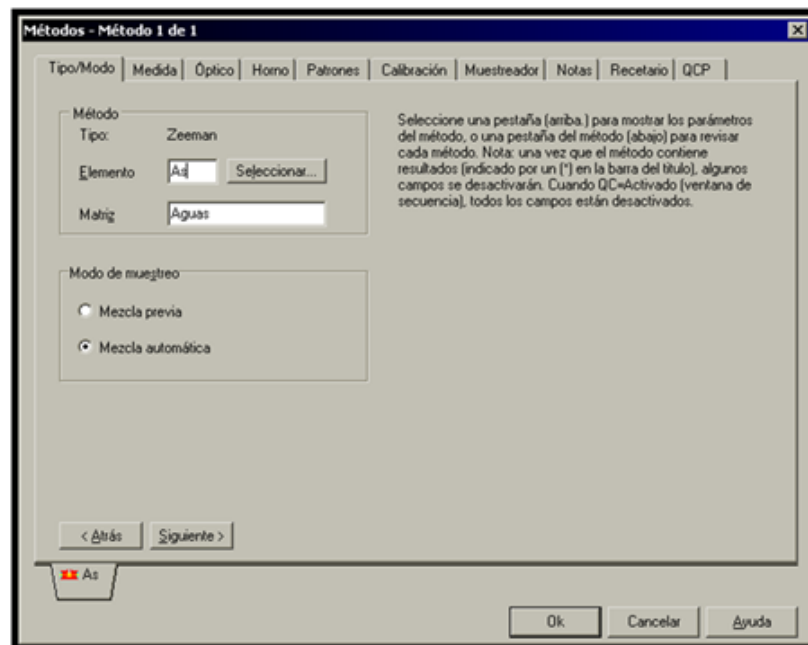 Métodos - Método 1 de 1
Tipo/Modo Medida Óptico Horno Patrones Calibración Muestreador Notas Recetario QCP
Método
Tipo: Zeeman
Elemento As Seleccionar...
Matriz Aguas
Seleccione una pestaña (arriba.) para mostrar los parámetros
del método, o una pestaña del método (abajo) para revisar
cada método. Nota: una vez que el método contiene
resultados (indicado por un (*) en la barra del titulo), algunos
campos se desactivarán. Cuando QC=Activado (ventana de
secuencia), todos los campos están desactivados.
Modo de muestreo
Mezcla previa
Mezcla automática
< Atrás Siguiente >
As
Ok Cancelar Ayuda